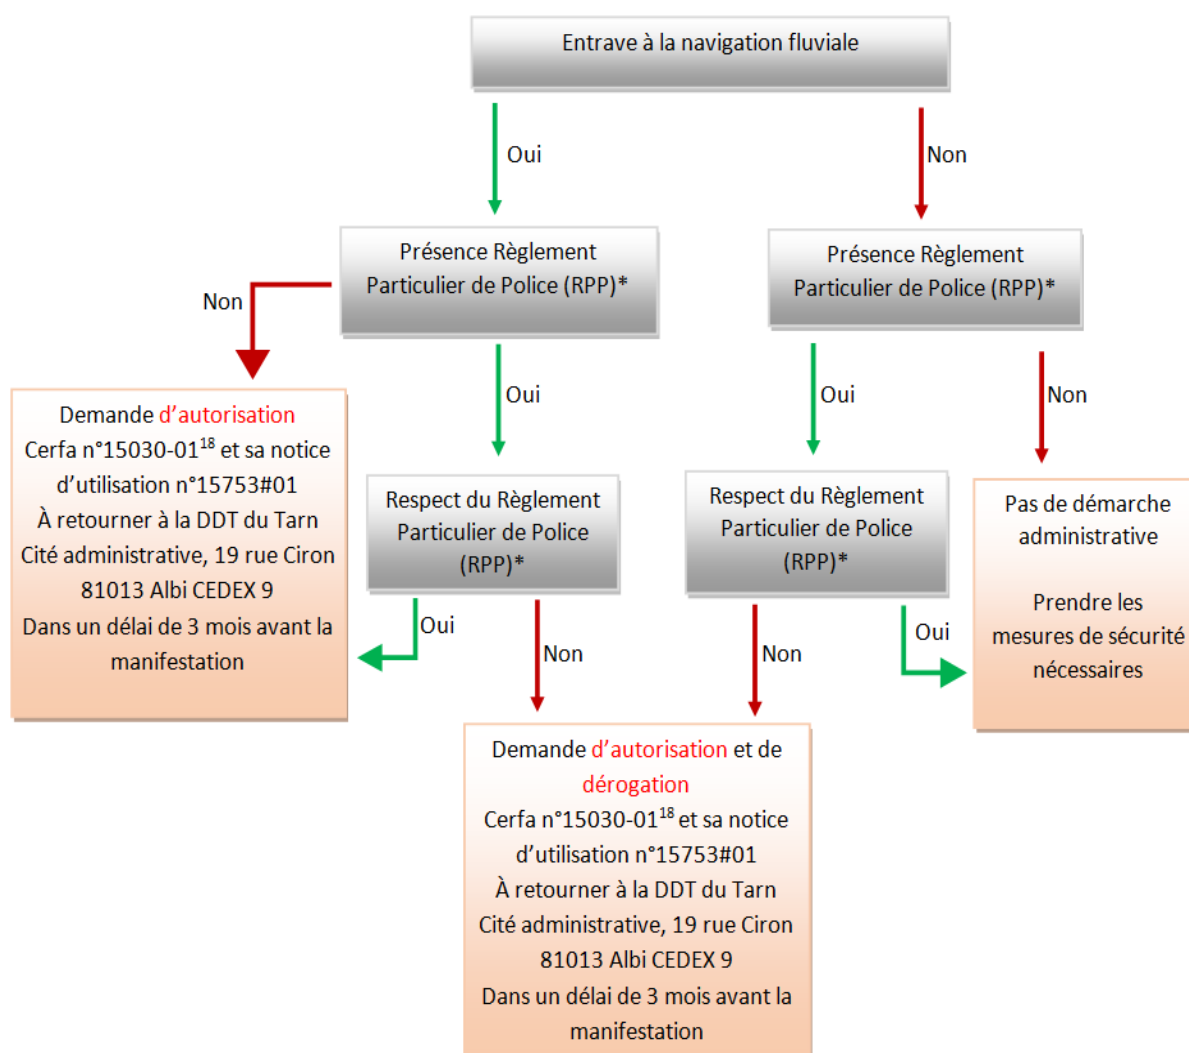 Entrave à la navigation fluviale
Oui
Non
Présence Règlement
Particulier de Police (RPP)*
Présence Règlement
Particulier de Police (RPP)*
Non
Oui
Oui
Non
Demande d’autorisation
Cerfa n°15030-01¹⁸ et sa notice
d’utilisation n°15753#01
À retourner à la DDT du Tarn
Cité administrative, 19 rue Ciron
81013 Albi CEDEX 9
Dans un délai de 3 mois avant la
manifestation
Respect du Règlement
Particulier de Police
(RPP)*
Respect du Règlement
Particulier de Police
(RPP)*
Pas de démarche
administrative
Prendre les
mesures de sécurité
nécessaires
Oui
Non
Non
Oui
Demande d’autorisation et de
dérogation
Cerfa n°15030-01¹⁸ et sa notice
d’utilisation n°15753#01
À retourner à la DDT du Tarn
Cité administrative, 19 rue Ciron
81013 Albi CEDEX 9
Dans un délai de 3 mois avant la
manifestation